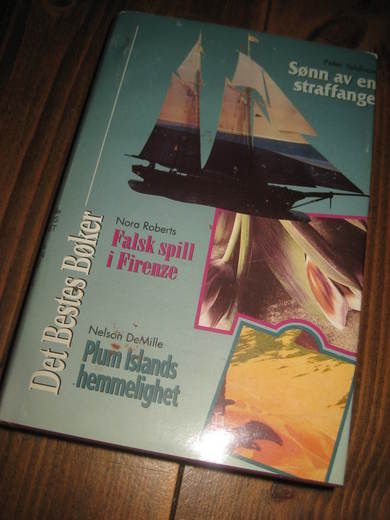 Sønn av en
straffange
Nora Roberts
Falsk spill
i Firenze
Nelson DeMille
Plum Islands
hemmelighet
Det Bestes Bøker